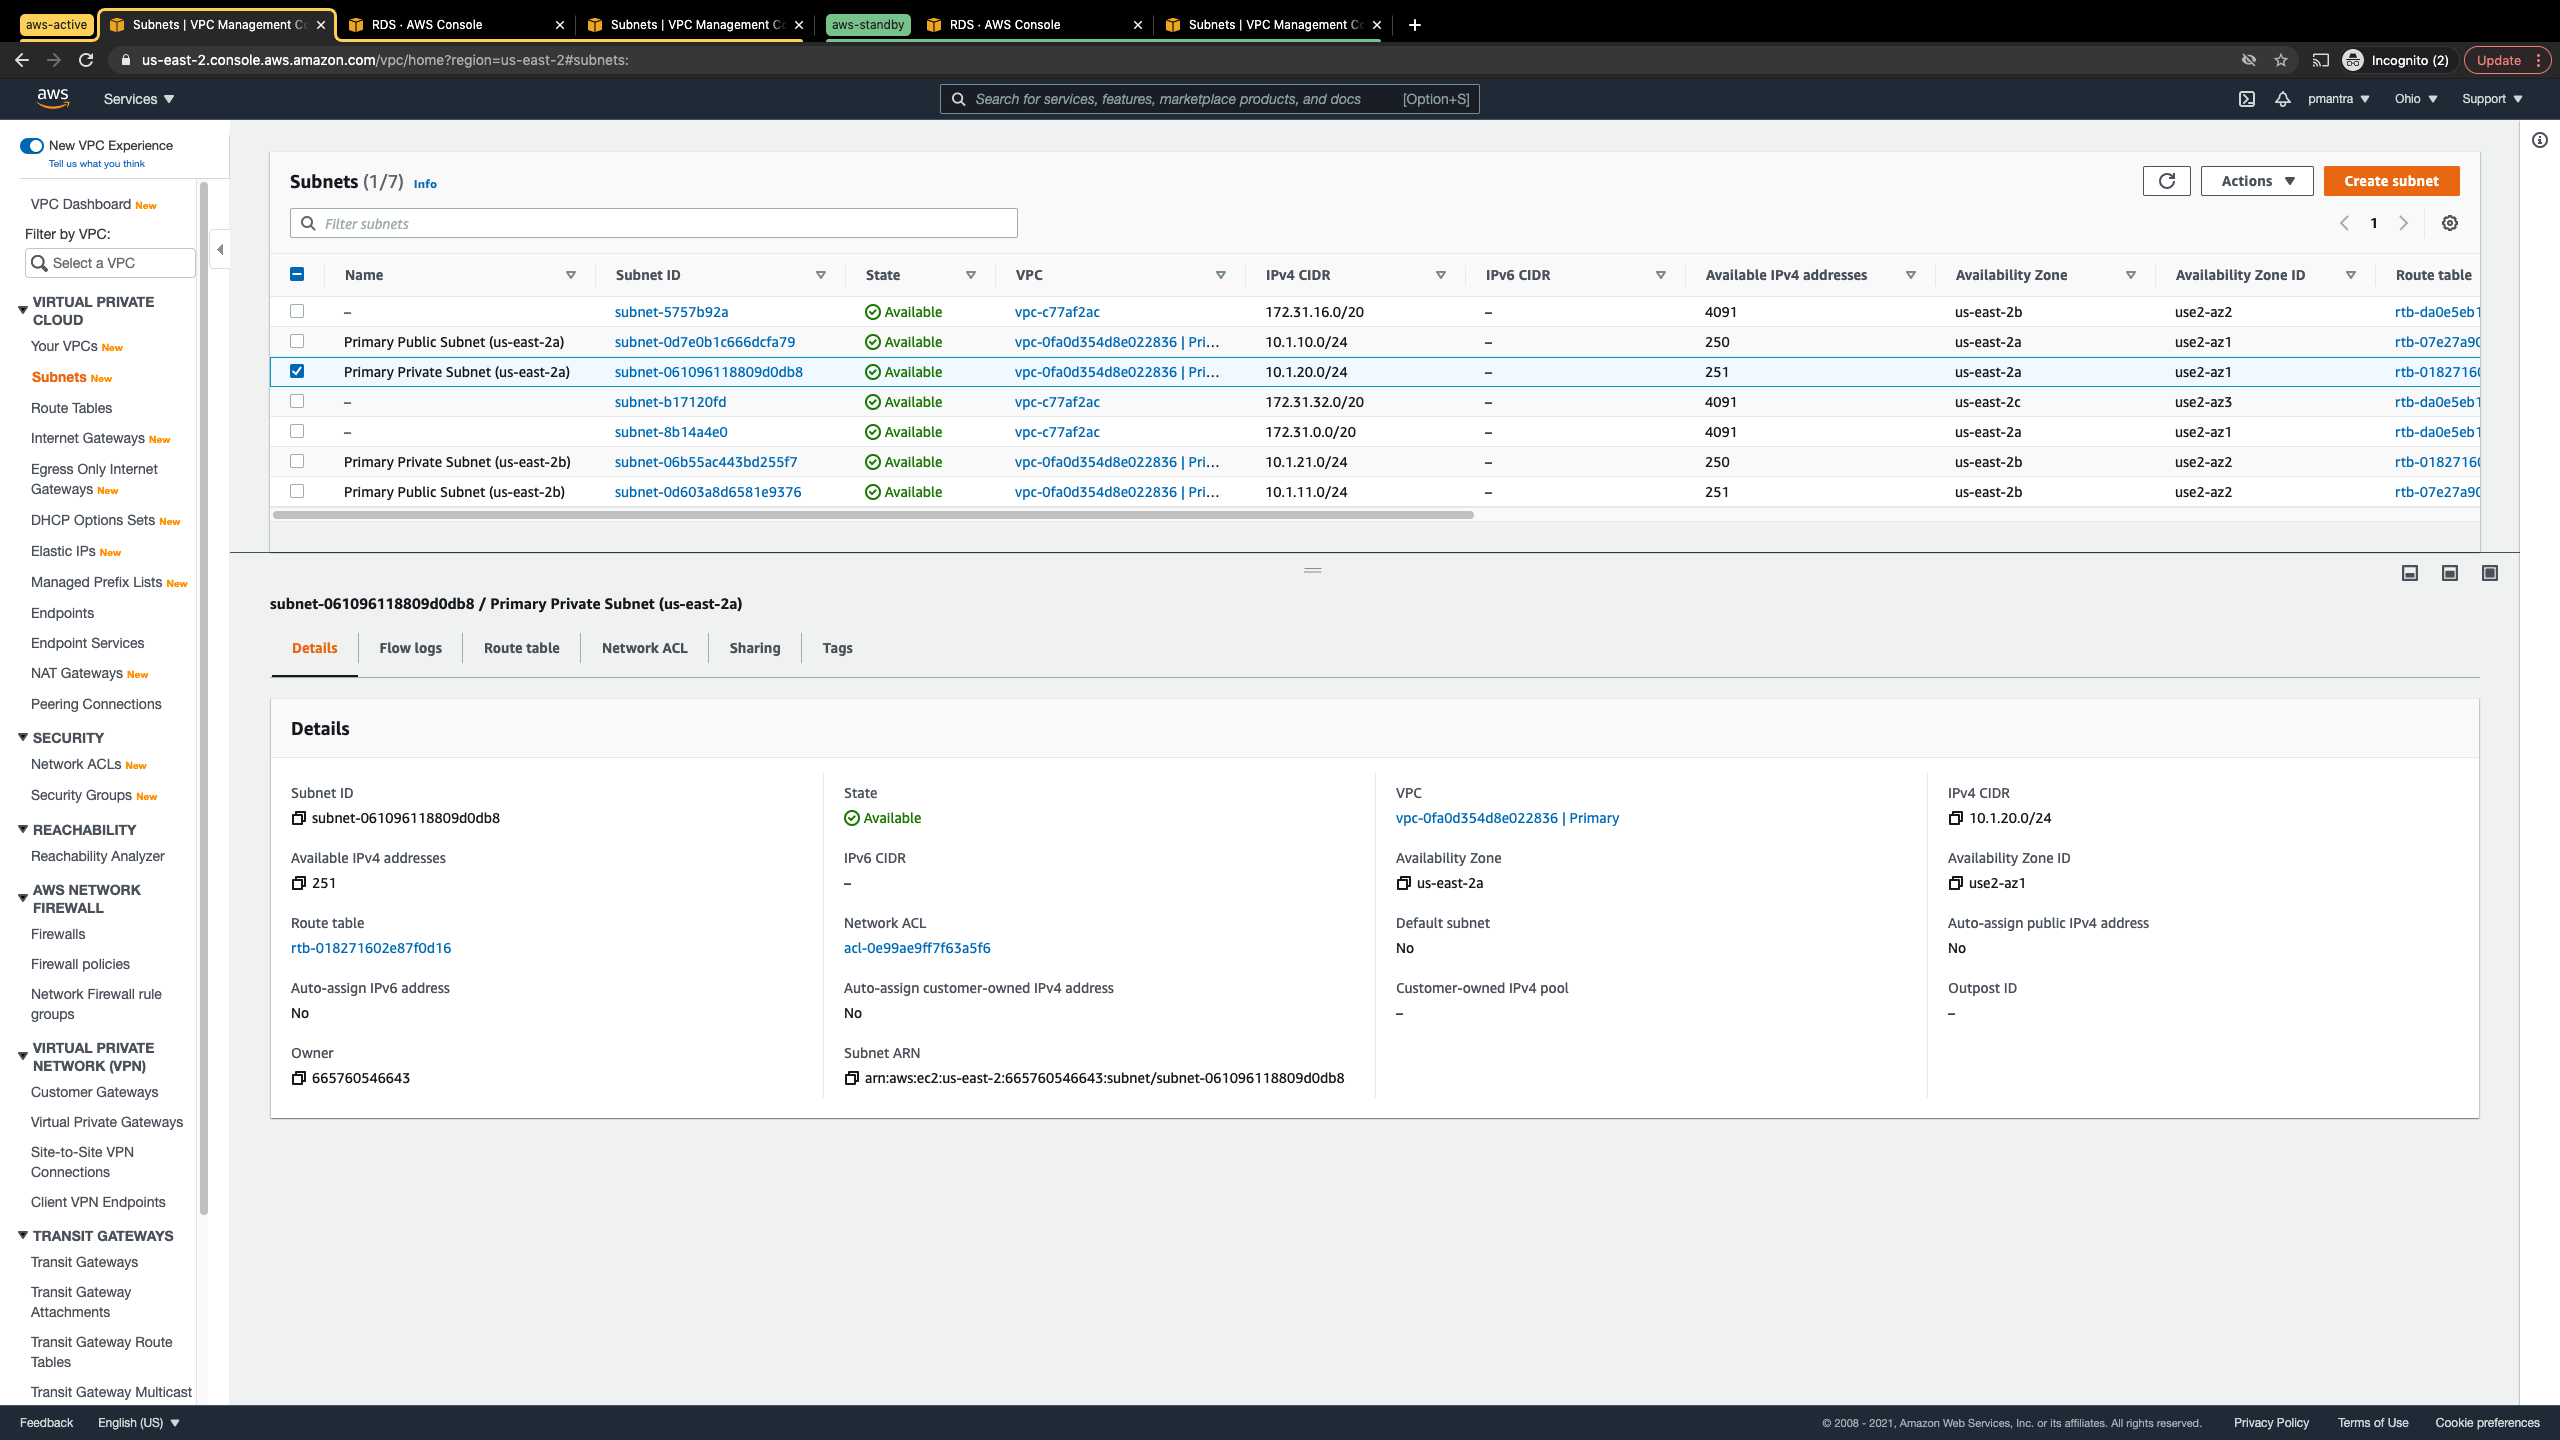 aws-active
Subnets | VPC Management Co
RDS · AWS Console
Subnets | VPC Management Co
aws-standby
RDS · AWS Console
Subnets | VPC Management Co
us-east-2.console.aws.amazon.com/vpc/home?region=us-east-2#subnets:
Incognito (2)
Update
aws
Services
Search for services, features, marketplace products, and docs
[Option+S]
pmantra
Ohio
Support
New VPC Experience
Tell us what you think
VPC Dashboard New
Filter by VPC:
Select a VPC
VIRTUAL PRIVATE
CLOUD
Your VPCs New
Subnets New
Route Tables
Internet Gateways New
Egress Only Internet
Gateways New
DHCP Options Sets New
Elastic IPs New
Managed Prefix Lists New
Endpoints
Endpoint Services
NAT Gateways New
Peering Connections
SECURITY
Network ACLs New
Security Groups New
REACHABILITY
Reachability Analyzer
AWS NETWORK
FIREWALL
Firewalls
Firewall policies
Network Firewall rule
groups
VIRTUAL PRIVATE
NETWORK (VPN)
Customer Gateways
Virtual Private Gateways
Site-to-Site VPN
Connections
Client VPN Endpoints
TRANSIT GATEWAYS
Transit Gateways
Transit Gateway
Attachments
Transit Gateway Route
Tables
Transit Gateway Multicast
Subnets (1/7) Info
Actions
Create subnet
Filter subnets
1
Name Subnet ID State VPC IPv4 CIDR IPv6 CIDR Available IPv4 addresses Availability Zone Availability Zone ID Route table
– subnet-5757b92a Available vpc-c77af2ac 172.31.16.0/20 – 4091 us-east-2b use2-az2 rtb-da0e5eb1
Primary Public Subnet (us-east-2a) subnet-0d7e0b1c666dcfa79 Available vpc-0fa0d354d8e022836 | Pri... 10.1.10.0/24 – 250 us-east-2a use2-az1 rtb-07e27a90
Primary Private Subnet (us-east-2a) subnet-061096118809d0db8 Available vpc-0fa0d354d8e022836 | Pri... 10.1.20.0/24 – 251 us-east-2a use2-az1 rtb-01827160
– subnet-b17120fd Available vpc-c77af2ac 172.31.32.0/20 – 4091 us-east-2c use2-az3 rtb-da0e5eb1
– subnet-8b14a4e0 Available vpc-c77af2ac 172.31.0.0/20 – 4091 us-east-2a use2-az1 rtb-da0e5eb1
Primary Private Subnet (us-east-2b) subnet-06b55ac443bd255f7 Available vpc-0fa0d354d8e022836 | Pri... 10.1.21.0/24 – 250 us-east-2b use2-az2 rtb-01827160
Primary Public Subnet (us-east-2b) subnet-0d603a8d6581e9376 Available vpc-0fa0d354d8e022836 | Pri... 10.1.11.0/24 – 251 us-east-2b use2-az2 rtb-07e27a90
subnet-061096118809d0db8 / Primary Private Subnet (us-east-2a)
Details Flow logs Route table Network ACL Sharing Tags
Details
Subnet ID State VPC IPv4 CIDR
subnet-061096118809d0db8 Available vpc-0fa0d354d8e022836 | Primary 10.1.20.0/24
Available IPv4 addresses IPv6 CIDR Availability Zone Availability Zone ID
251 – us-east-2a use2-az1
Route table Network ACL Default subnet Auto-assign public IPv4 address
rtb-018271602e87f0d16 acl-0e99ae9ff7f63a5f6 No No
Auto-assign IPv6 address Auto-assign customer-owned IPv4 address Customer-owned IPv4 pool Outpost ID
No No – –
Owner Subnet ARN
665760546643 arn:aws:ec2:us-east-2:665760546643:subnet/subnet-061096118809d0db8
Feedback English (US) © 2008 - 2021, Amazon Web Services, Inc. or its affiliates. All rights reserved. Privacy Policy Terms of Use Cookie preferences